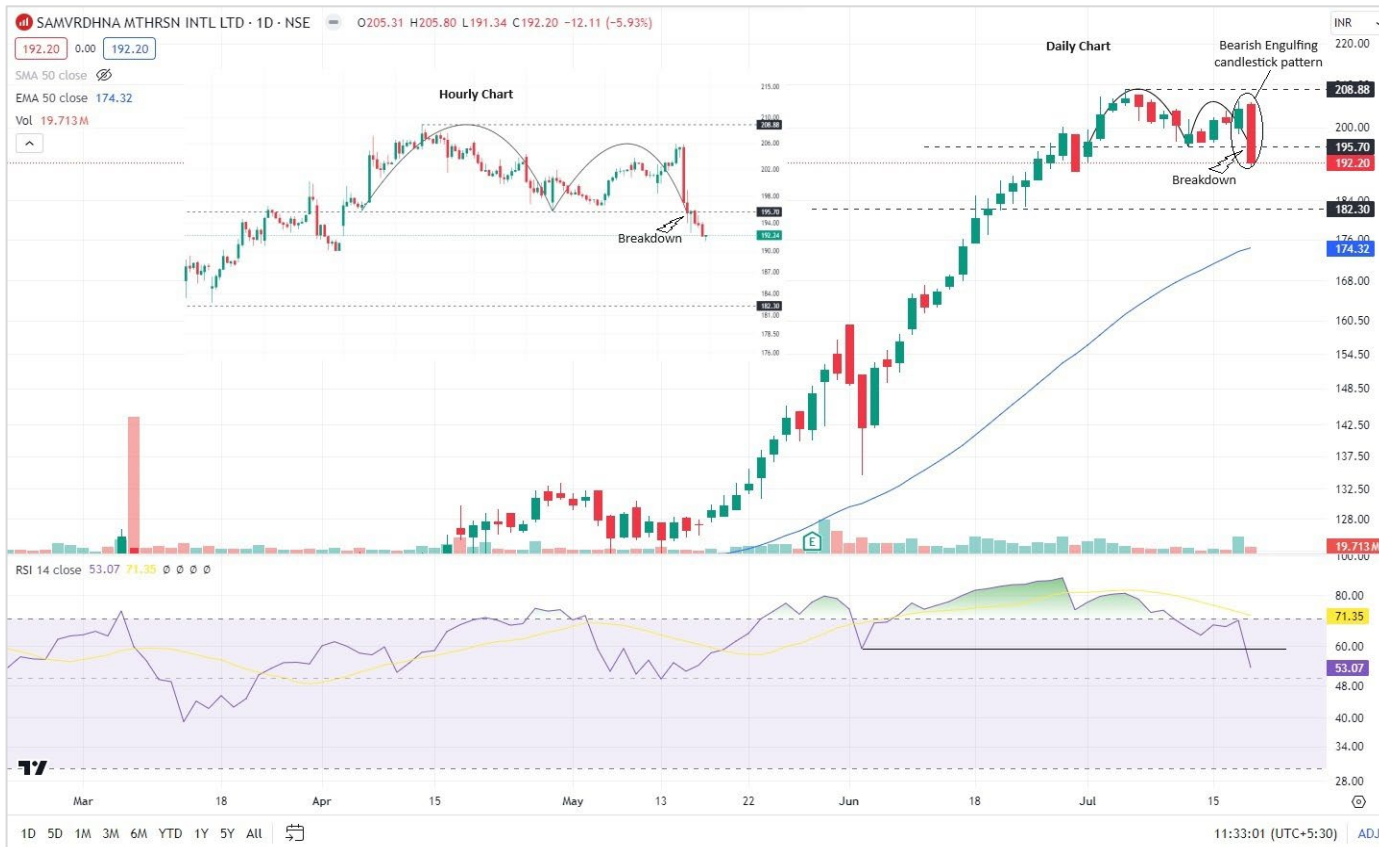 SAMVRDHNA MTHRSN INTL LTD · 1D · NSE O205.31 H205.80 L191.34 C192.20 −12.11 (−5.93%)
192.20 0.00 192.20
SMA 50 close
EMA 50 close 174.32
Vol 19.713M
Hourly Chart
215.00
210.00
208.88
206.00
202.00
198.00
195.70
194.00
192.24
190.00
187.00
184.00
182.30
181.00
178.50
176.00
Breakdown
Daily Chart
Bearish Engulfing
candlestick pattern
Breakdown
INR
220.00
208.88
200.00
195.70
192.20
184.00
182.30
176.00
174.32
168.00
160.50
154.50
148.50
142.50
137.50
132.50
128.00
19.713M
E
RSI 14 close 53.07 71.35 Ø Ø Ø Ø
100.00
80.00
71.35
60.00
53.07
48.00
40.00
34.00
28.00
Mar 18 Apr 15 May 13 22 Jun 18 Jul 15
1D 5D 1M 3M 6M YTD 1Y 5Y All
11:33:01 (UTC+5:30) ADJ